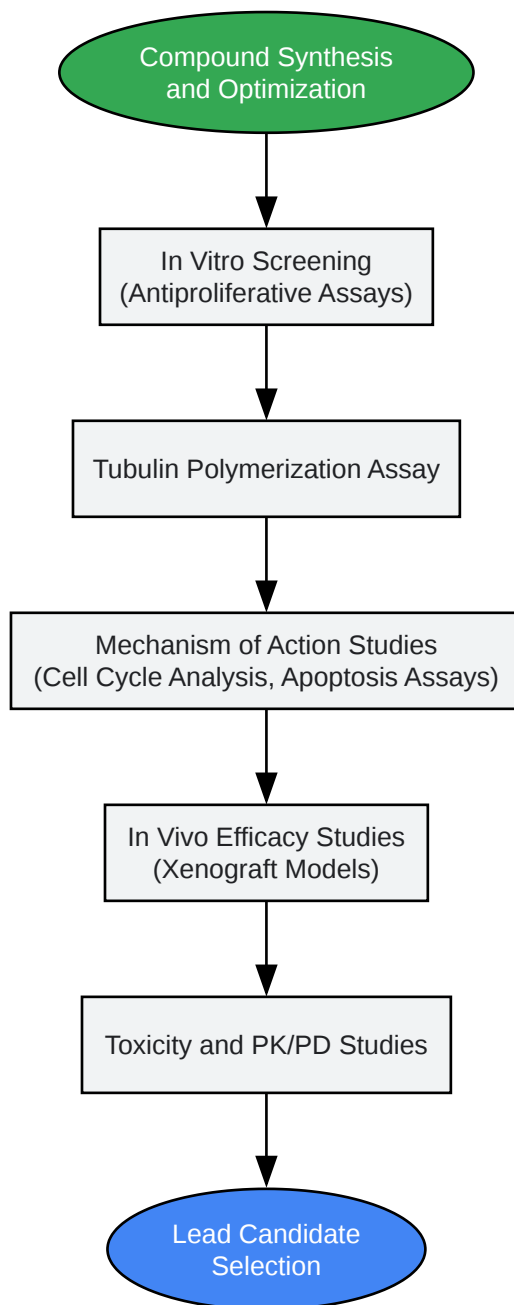 Compound Synthesis
and Optimization
In Vitro Screening
(Antiproliferative Assays)
Tubulin Polymerization Assay
Mechanism of Action Studies
(Cell Cycle Analysis, Apoptosis Assays)
In Vivo Efficacy Studies
(Xenograft Models)
Toxicity and PK/PD Studies
Lead Candidate
Selection